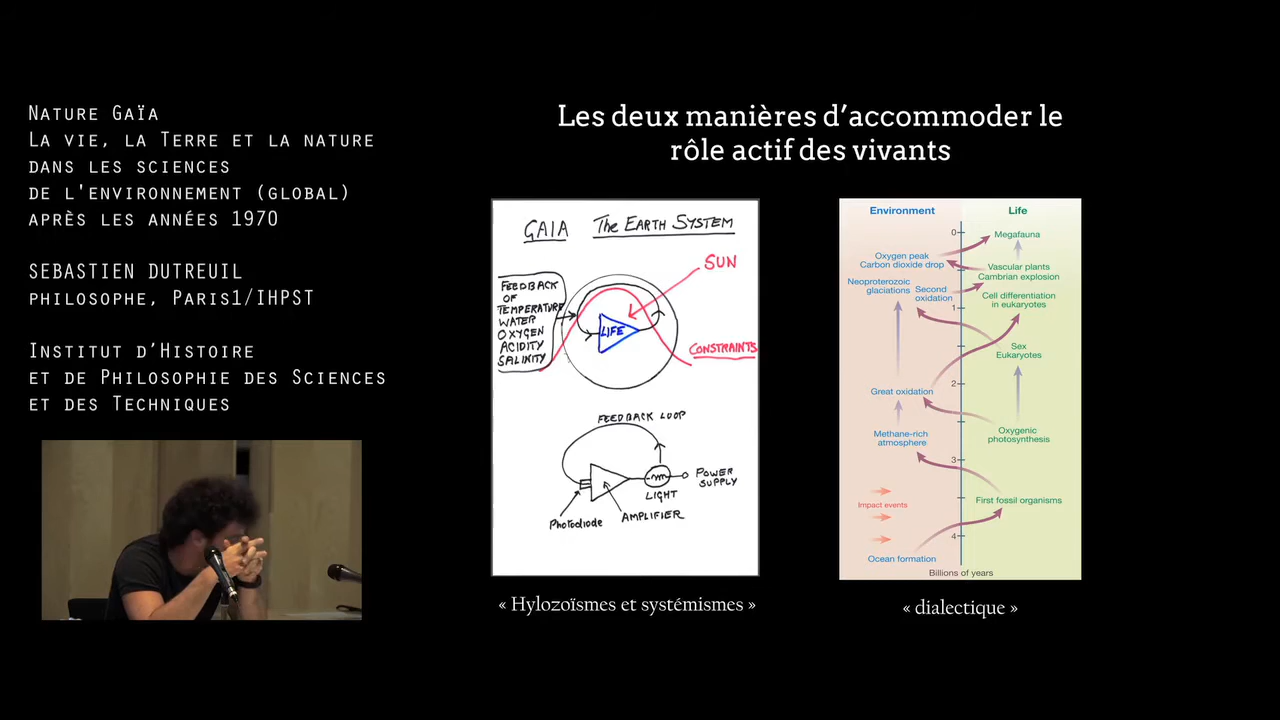 Nature Gaïa
La vie, la Terre et la nature
dans les sciences
de l'environnement (global)
après les années 1970
SEBASTIEN DUTREUIL
philosophe, Paris1/IHPST
Institut d'Histoire
et de Philosophie des Sciences
et des Techniques
Les deux manières d'accommoder le
rôle actif des vivants
GAIA The EARTH SYSTEM
SUN
FEEDBACK
OF
TEMPERATURE
WATER
OXYGEN
ACIDITY
SALINITY
LIFE
CONSTRAINTS
FEEDBACK LOOP
POWER
SUPPLY
LIGHT
Photodiode
AMPLIFIER
« Hylozoïsmes et systémismes »
Environment Life
0
Megafauna
Oxygen peak
Carbon dioxide drop
Vascular plants
Cambrian explosion
Neoproterozoic
glaciations
Second
oxidation
Cell differentiation
in eukaryotes
1
Sex
Eukaryotes
2
Great oxidation
Methane-rich
atmosphere
Oxygenic
photosynthesis
3
First fossil organisms
Impact events
4
Ocean formation
Billions of years
« dialectique »